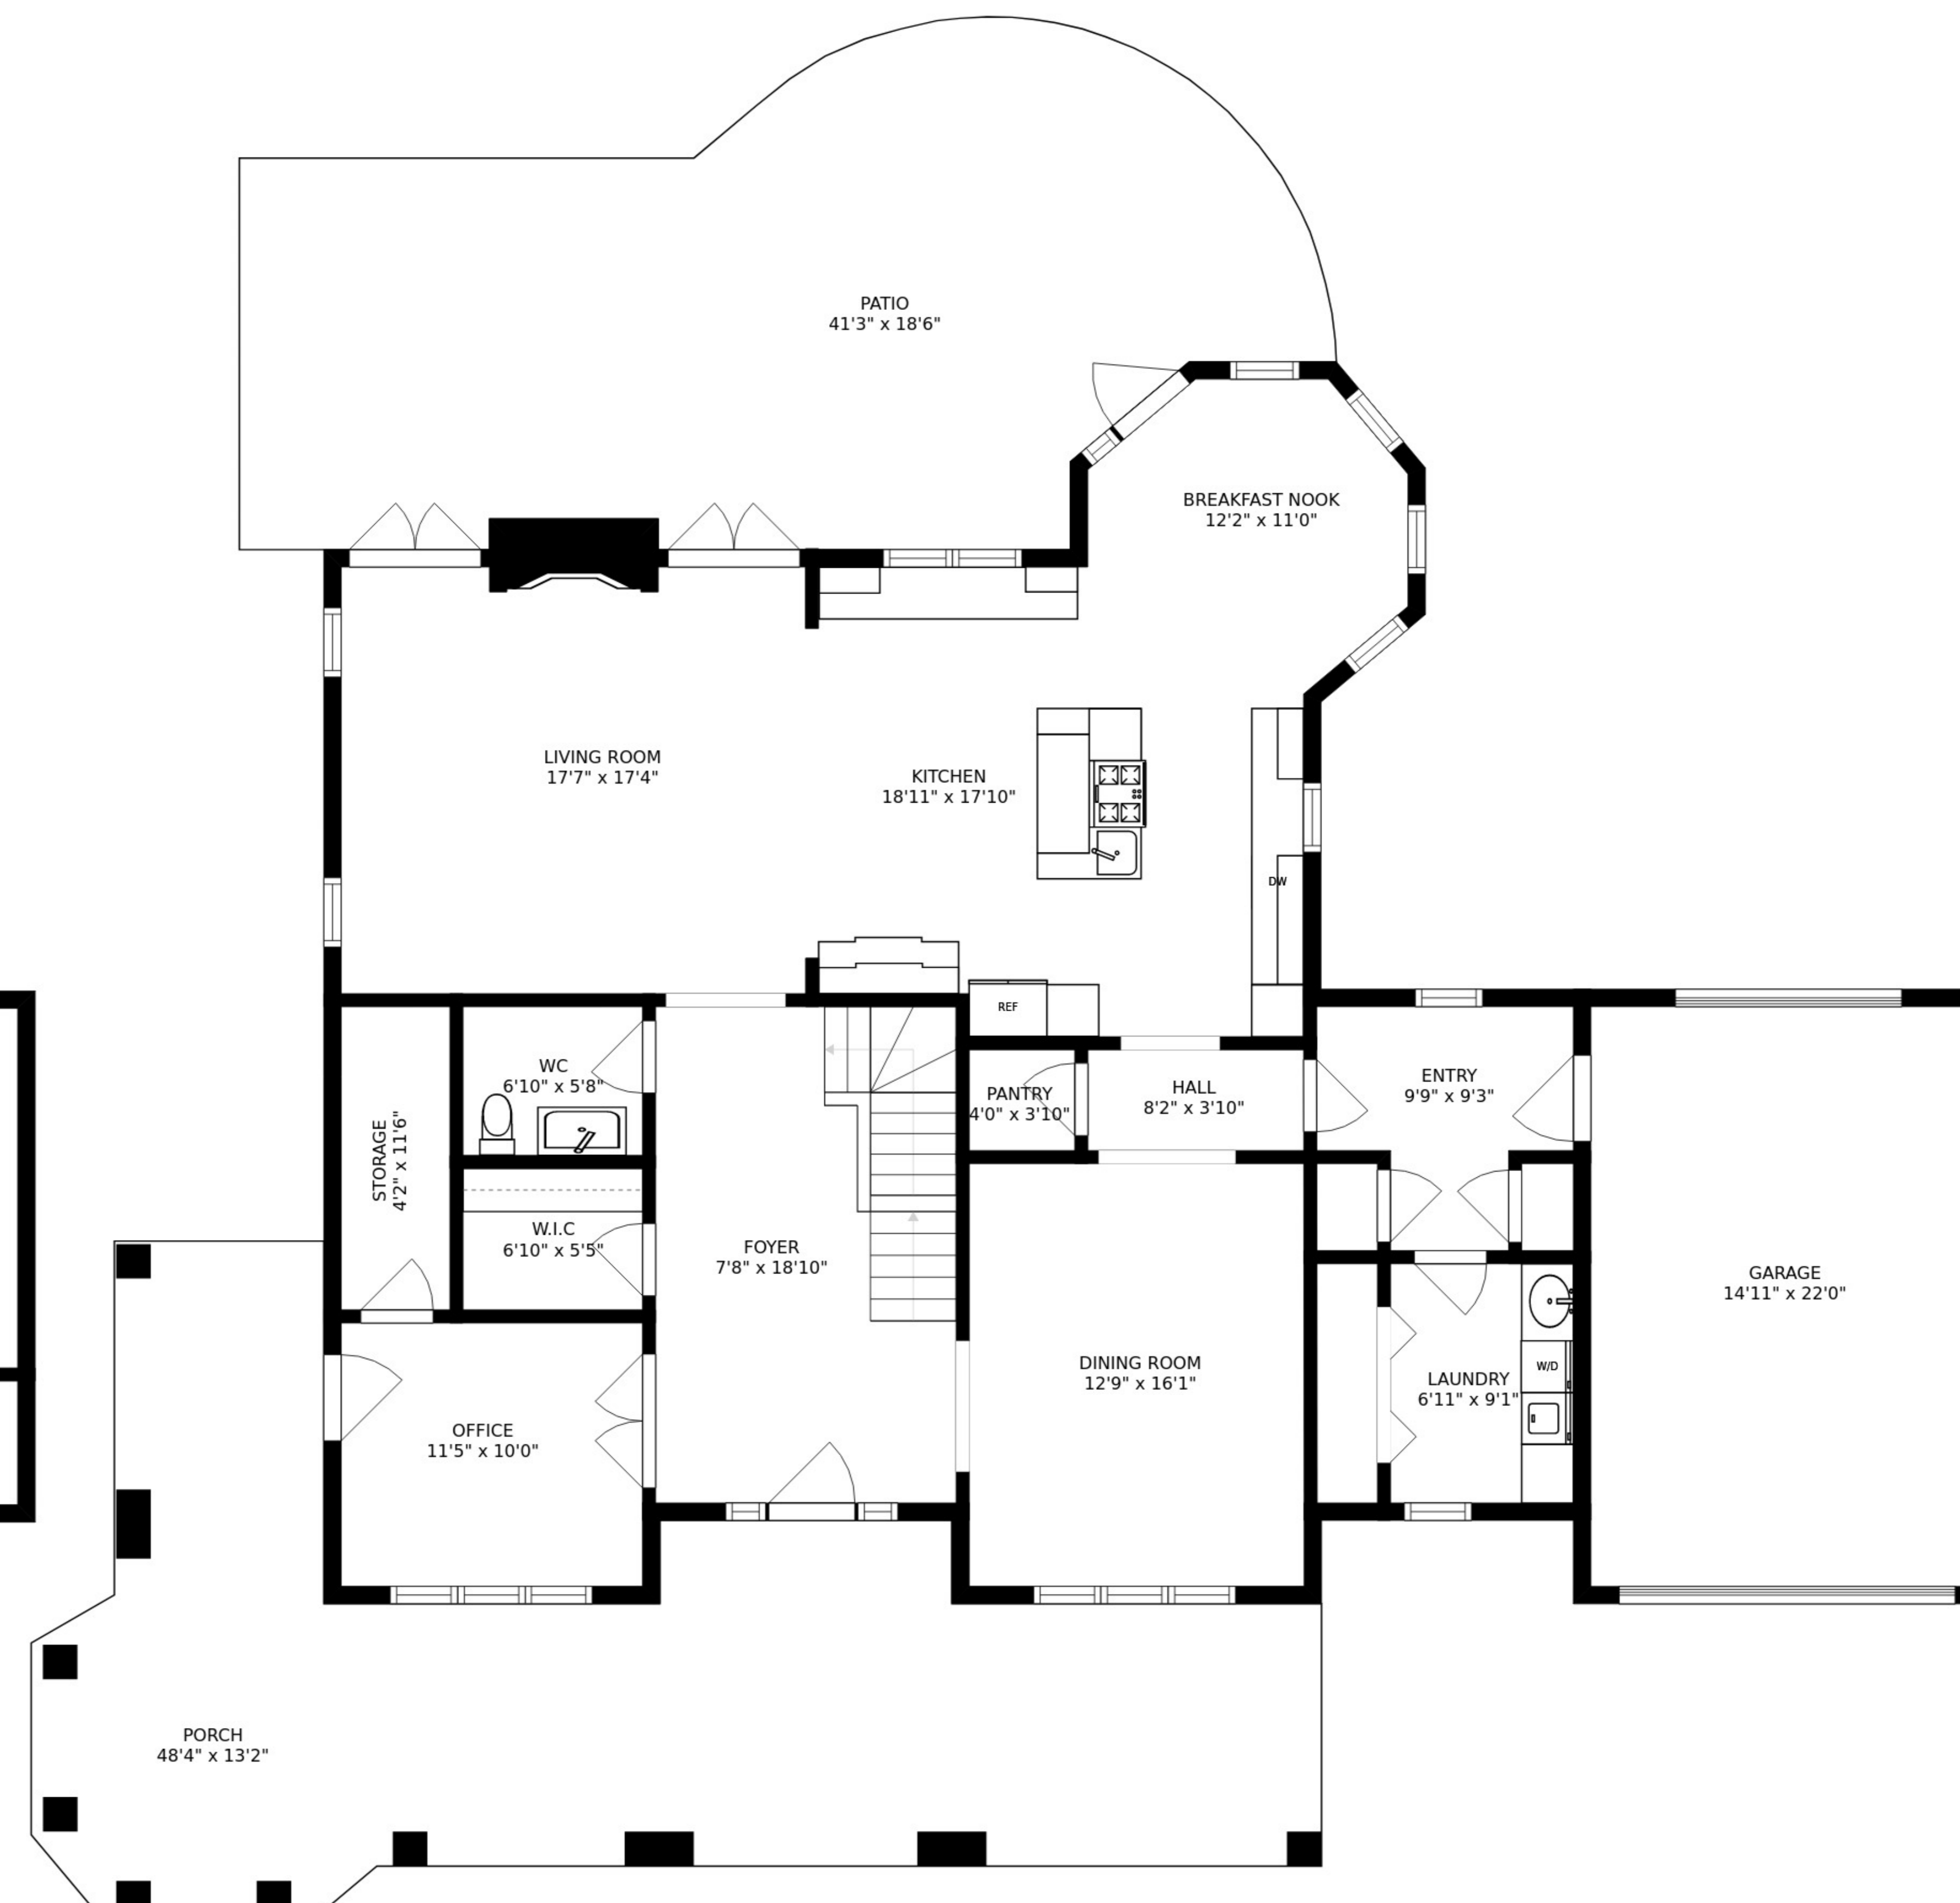 PATIO
41'3" x 18'6"
BREAKFAST NOOK
12'2" x 11'0"
LIVING ROOM
17'7" x 17'4"
KITCHEN
18'11" x 17'10"
DW
REF
WC
6'10" x 5'8"
PANTRY
4'0" x 3'10"
HALL
8'2" x 3'10"
ENTRY
9'9" x 9'3"
STORAGE
4'2" x 11'6"
W.I.C
6'10" x 5'5"
FOYER
7'8" x 18'10"
GARAGE
14'11" x 22'0"
DINING ROOM
12'9" x 16'1"
LAUNDRY
6'11" x 9'1"
W/D
OFFICE
11'5" x 10'0"
PORCH
48'4" x 13'2"